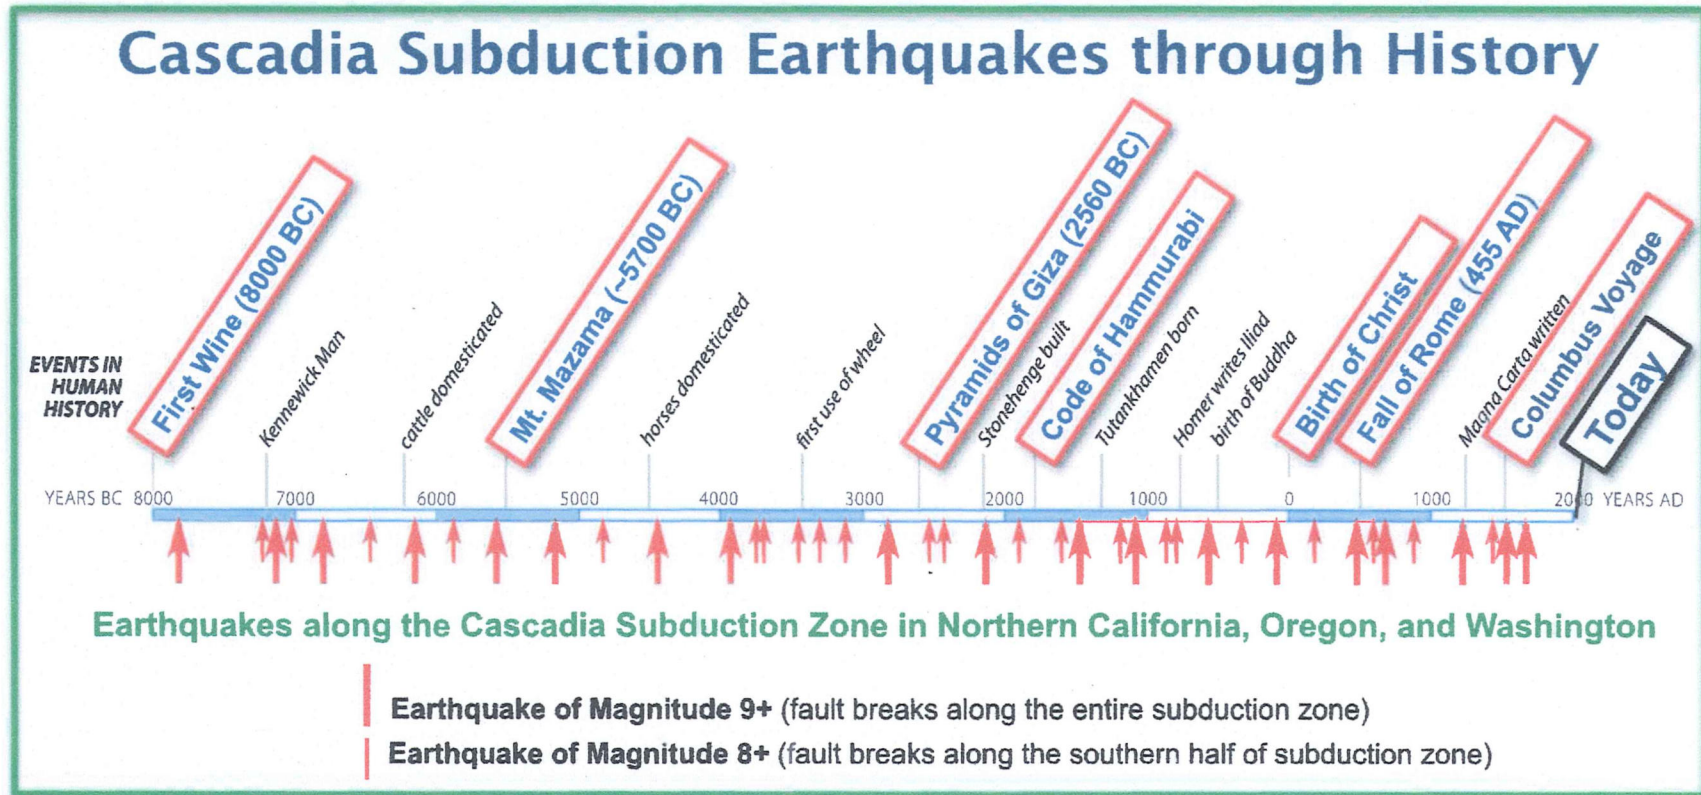 Cascadia Subduction Earthquakes through History
First Wine (8000 BC)
Kennewick Man
cattle domesticated
Mt. Mazama (~5700 BC)
horses domesticated
first use of wheel
Pyramids of Giza (2560 BC)
Stonehenge built
Code of Hammurabi
Tutankhamen born
Homer writes Iliad
birth of Buddha
Birth of Christ
Fall of Rome (455 AD)
Magna Carta written
Columbus Voyage
Today
EVENTS IN
HUMAN
HISTORY
YEARS BC 8000 7000 6000 5000 4000 3000 2000 1000 0 1000 2000 YEARS AD
Earthquakes along the Cascadia Subduction Zone in Northern California, Oregon, and Washington
Earthquake of Magnitude 9+ (fault breaks along the entire subduction zone)
Earthquake of Magnitude 8+ (fault breaks along the southern half of subduction zone)